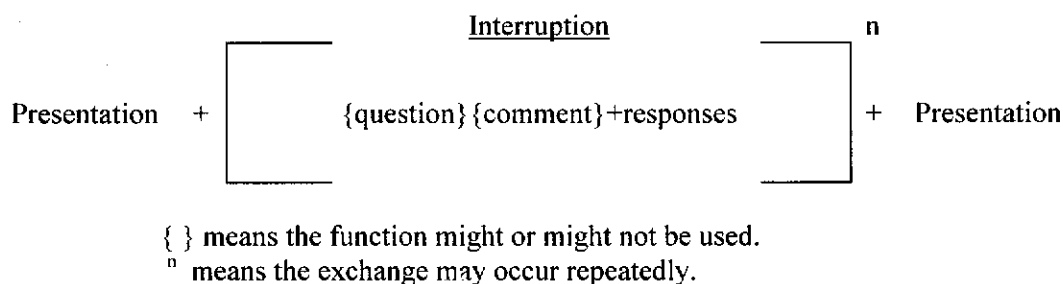 Interruption n
Presentation + {question}{comment}+responses + Presentation
{ } means the function might or might not be used.
n means the exchange may occur repeatedly.